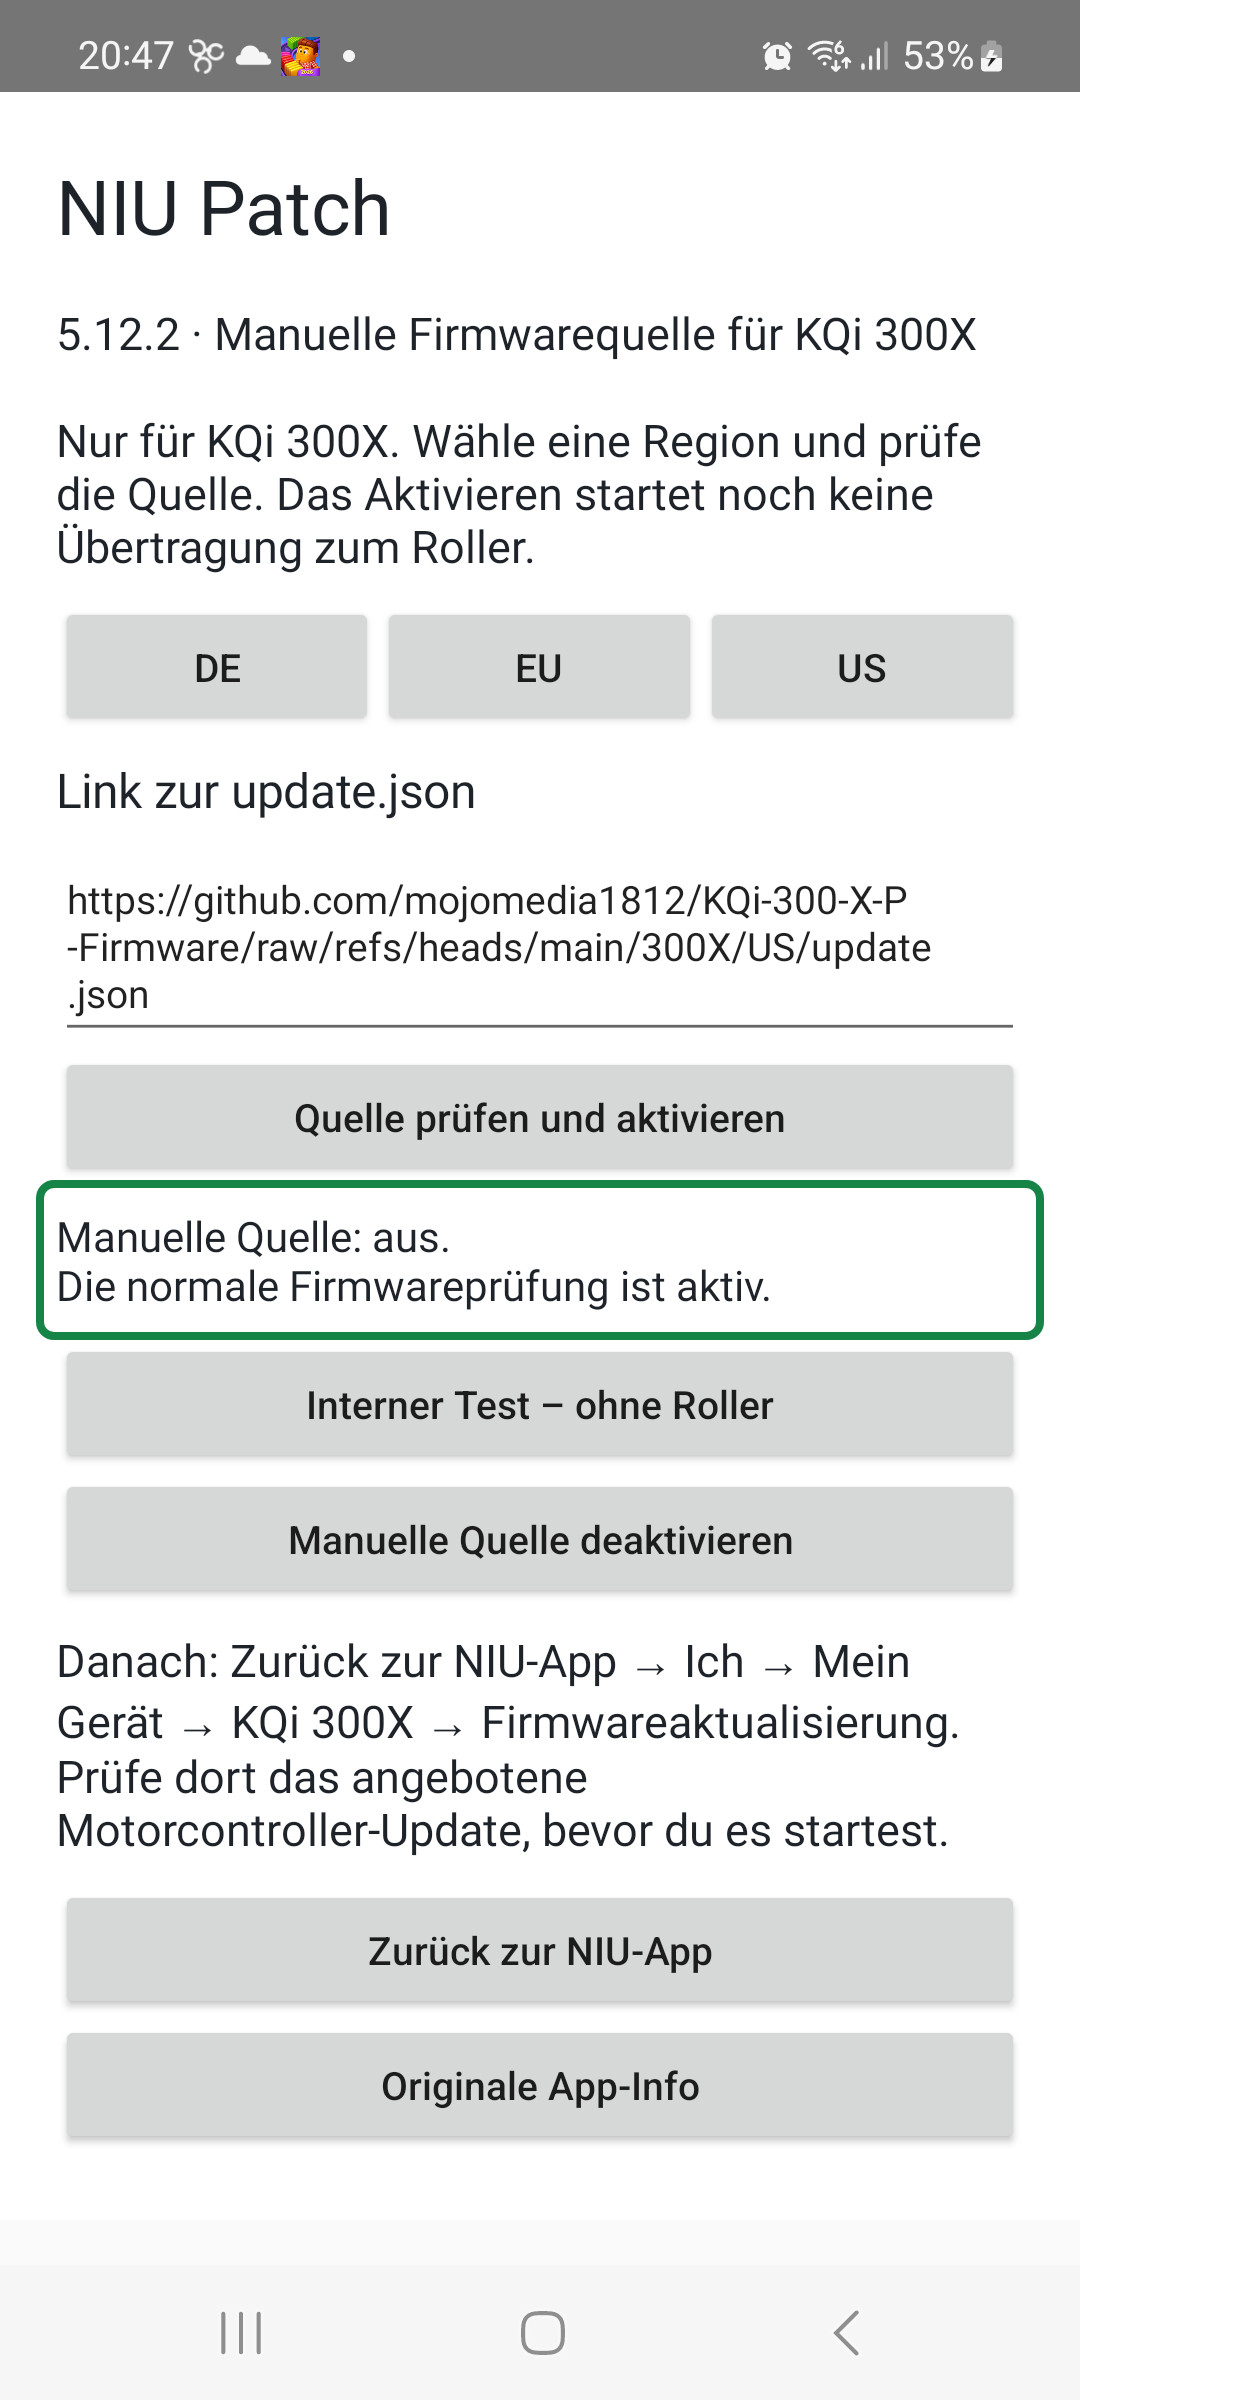 20:47
53%
NIU Patch
5.12.2 · Manuelle Firmwarequelle für KQi 300X
Nur für KQi 300X. Wähle eine Region und prüfe
die Quelle. Das Aktivieren startet noch keine
Übertragung zum Roller.
DE
EU
US
Link zur update.json
https://github.com/mojomedia1812/KQi-300-X-P
-Firmware/raw/refs/heads/main/300X/US/update
.json
Quelle prüfen und aktivieren
Manuelle Quelle: aus.
Die normale Firmwareprüfung ist aktiv.
Interner Test – ohne Roller
Manuelle Quelle deaktivieren
Danach: Zurück zur NIU-App → Ich → Mein
Gerät → KQi 300X → Firmwareaktualisierung.
Prüfe dort das angebotene
Motorcontroller-Update, bevor du es startest.
Zurück zur NIU-App
Originale App-Info